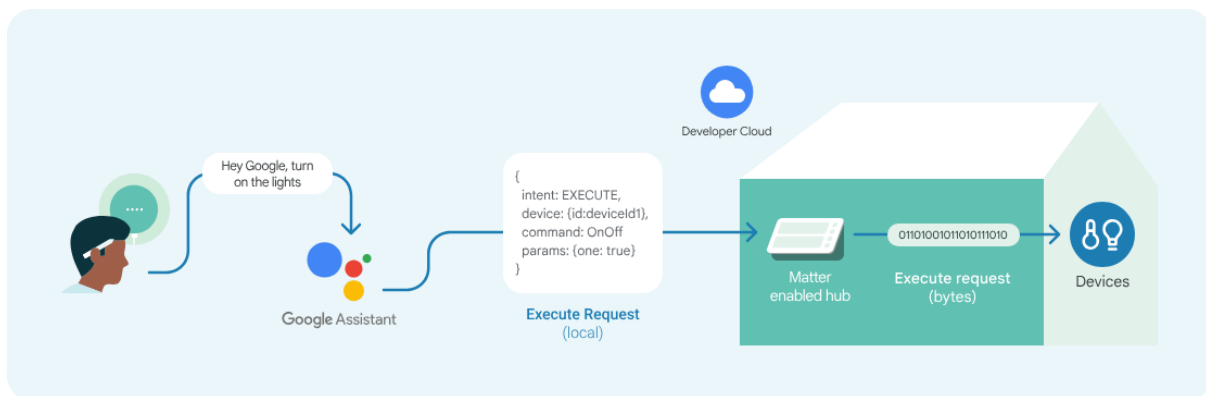 Hey Google, turn
on the lights
Google Assistant
{
intent: EXECUTE,
device: {id:deviceId1},
command: OnOff
params: {one: true}
}
Execute Request
(local)
Developer Cloud
Matter
enabled hub
01101001011010111010
Execute request
(bytes)
Devices